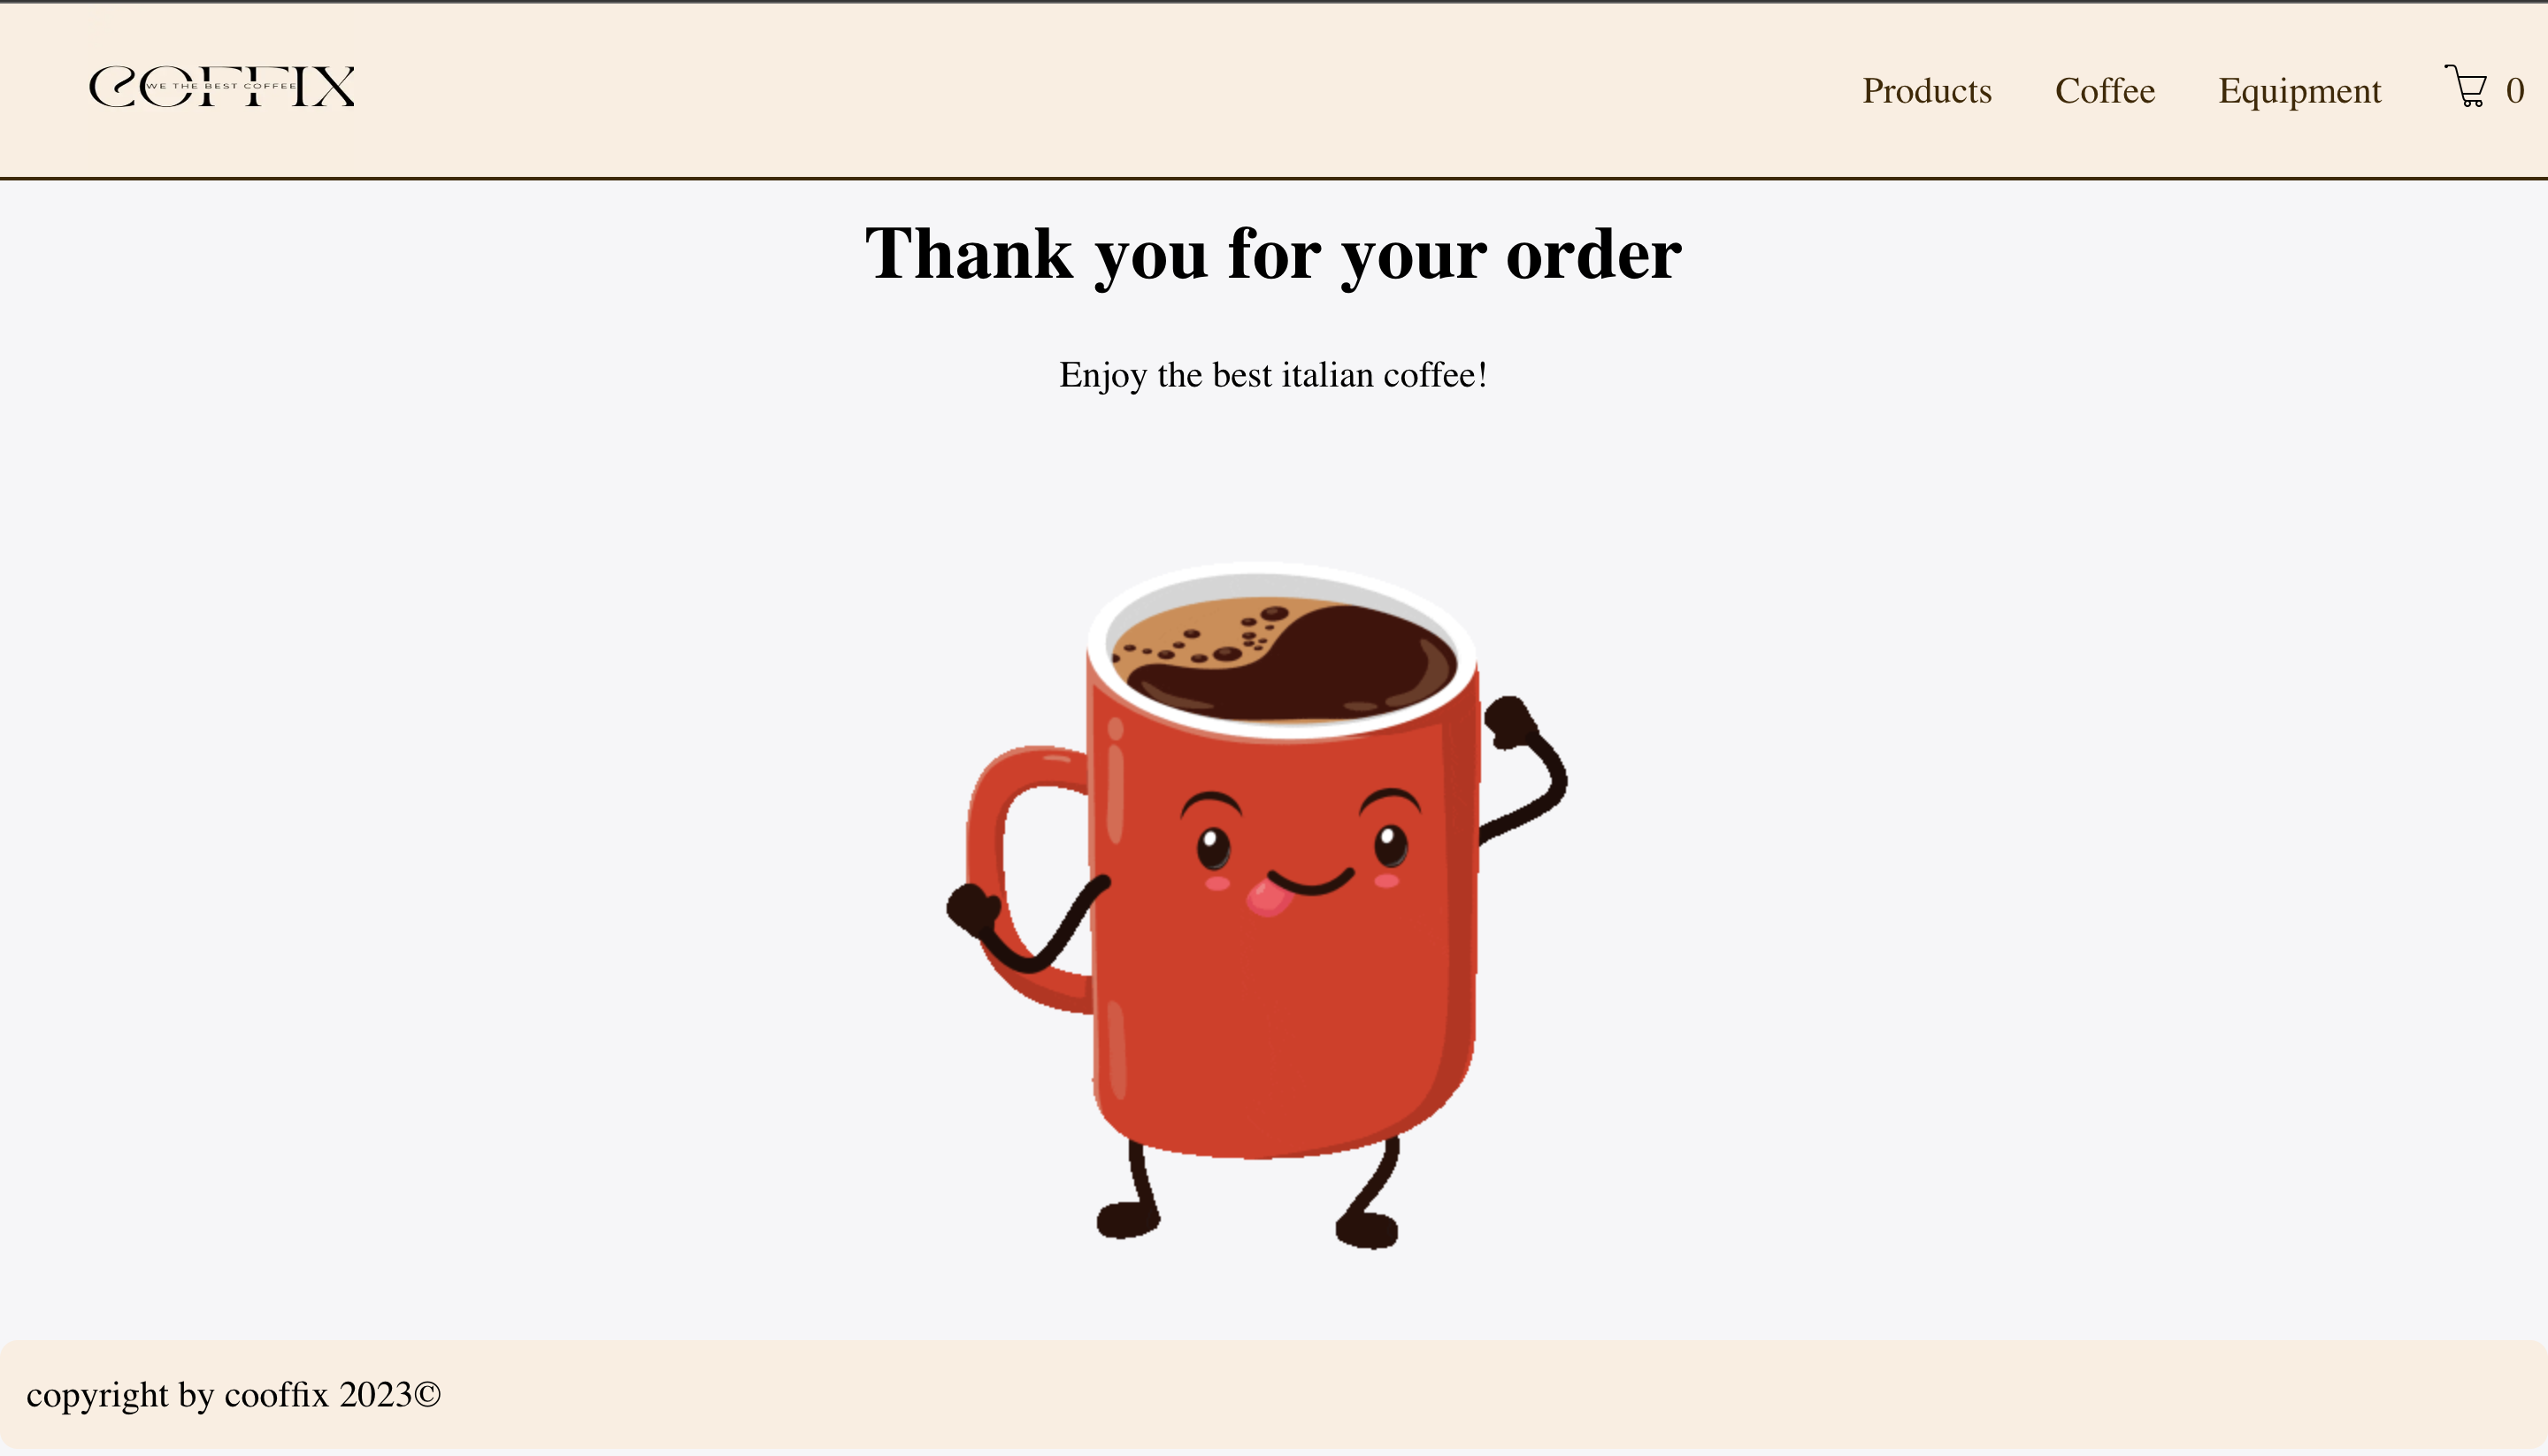 COFFIX
WE THE BEST COFFEE
Products Coffee Equipment 0
Thank you for your order
Enjoy the best italian coffee!
copyright by cooffix 2023©